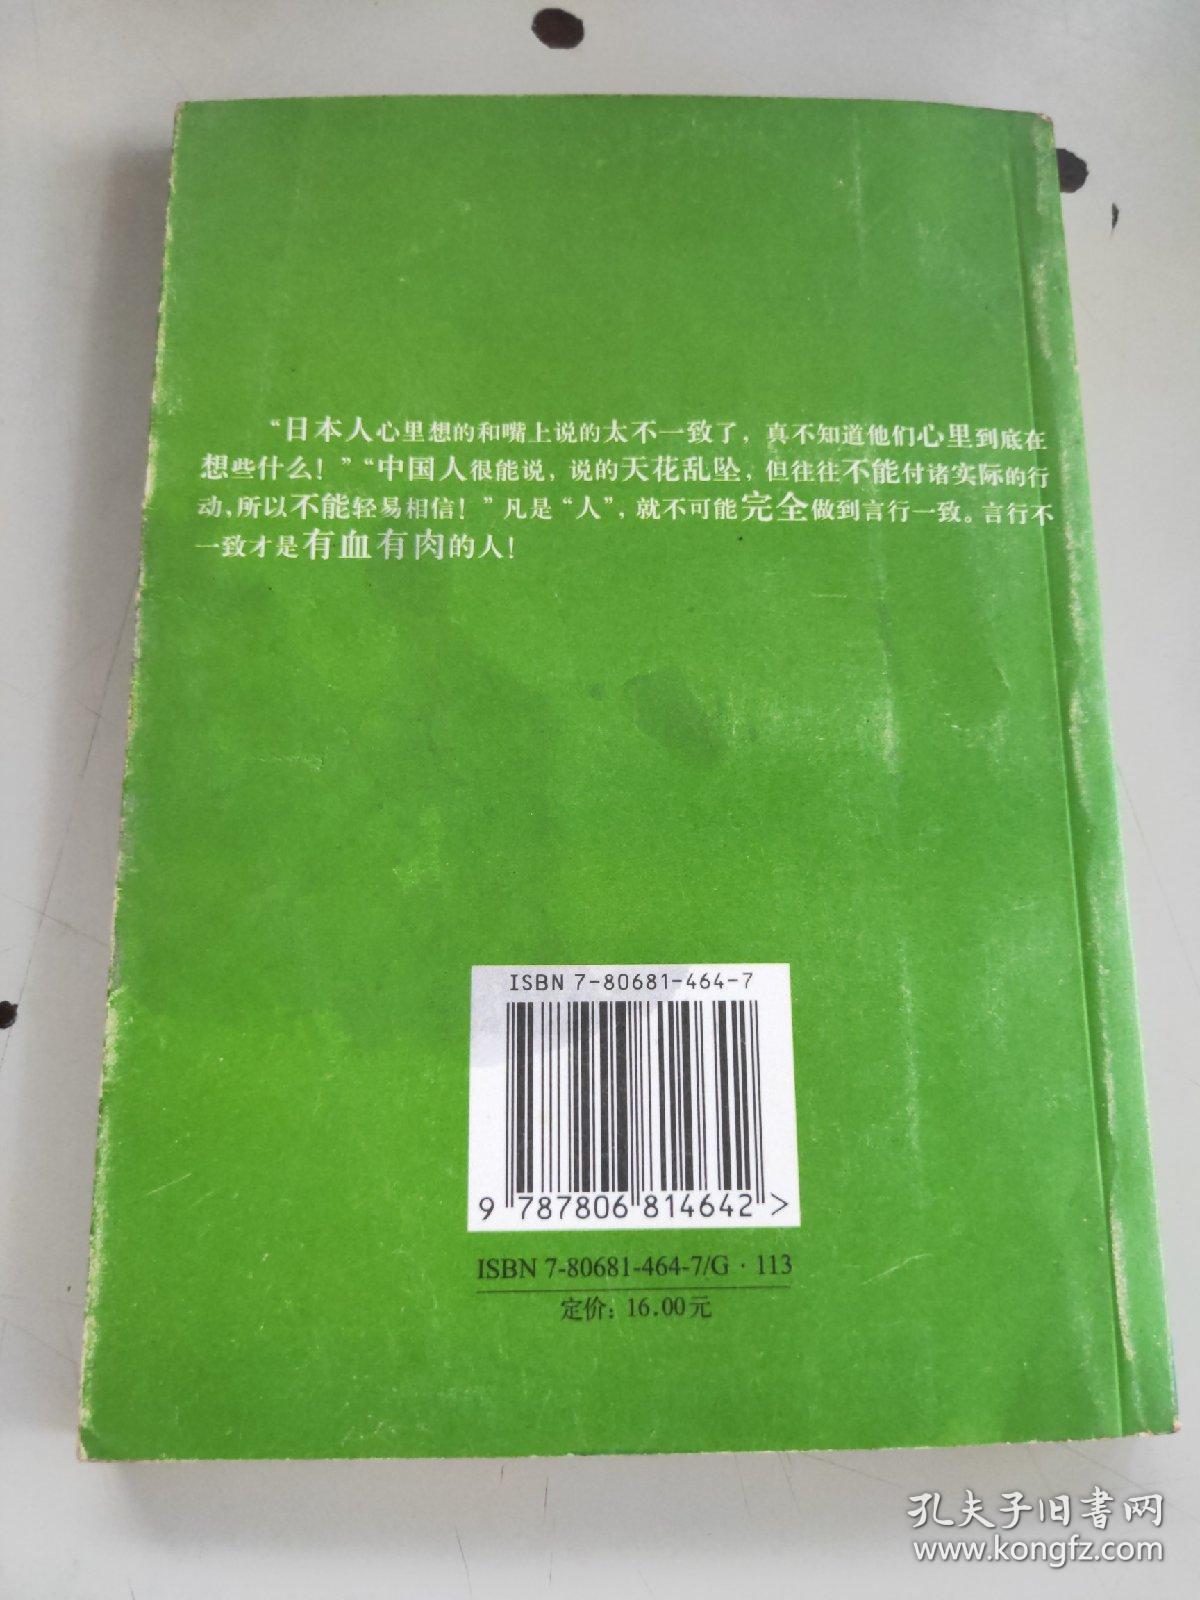 “日本人心里想的和嘴上说的太不一致了，真不知道他们心里到底在
想些什么！”“中国人很能说，说的天花乱坠，但往往不能付诸实际的行
动、所以不能轻易相信！”凡是“人”，就不可能完全做到言行一致。言行不
一致才是有血有肉的人！
ISBN 7-80681-464-7
9 787806 814642 >
ISBN 7-80681-464-7/G · 113
定价：16.00元
孔夫子旧书网
www.kongfz.com